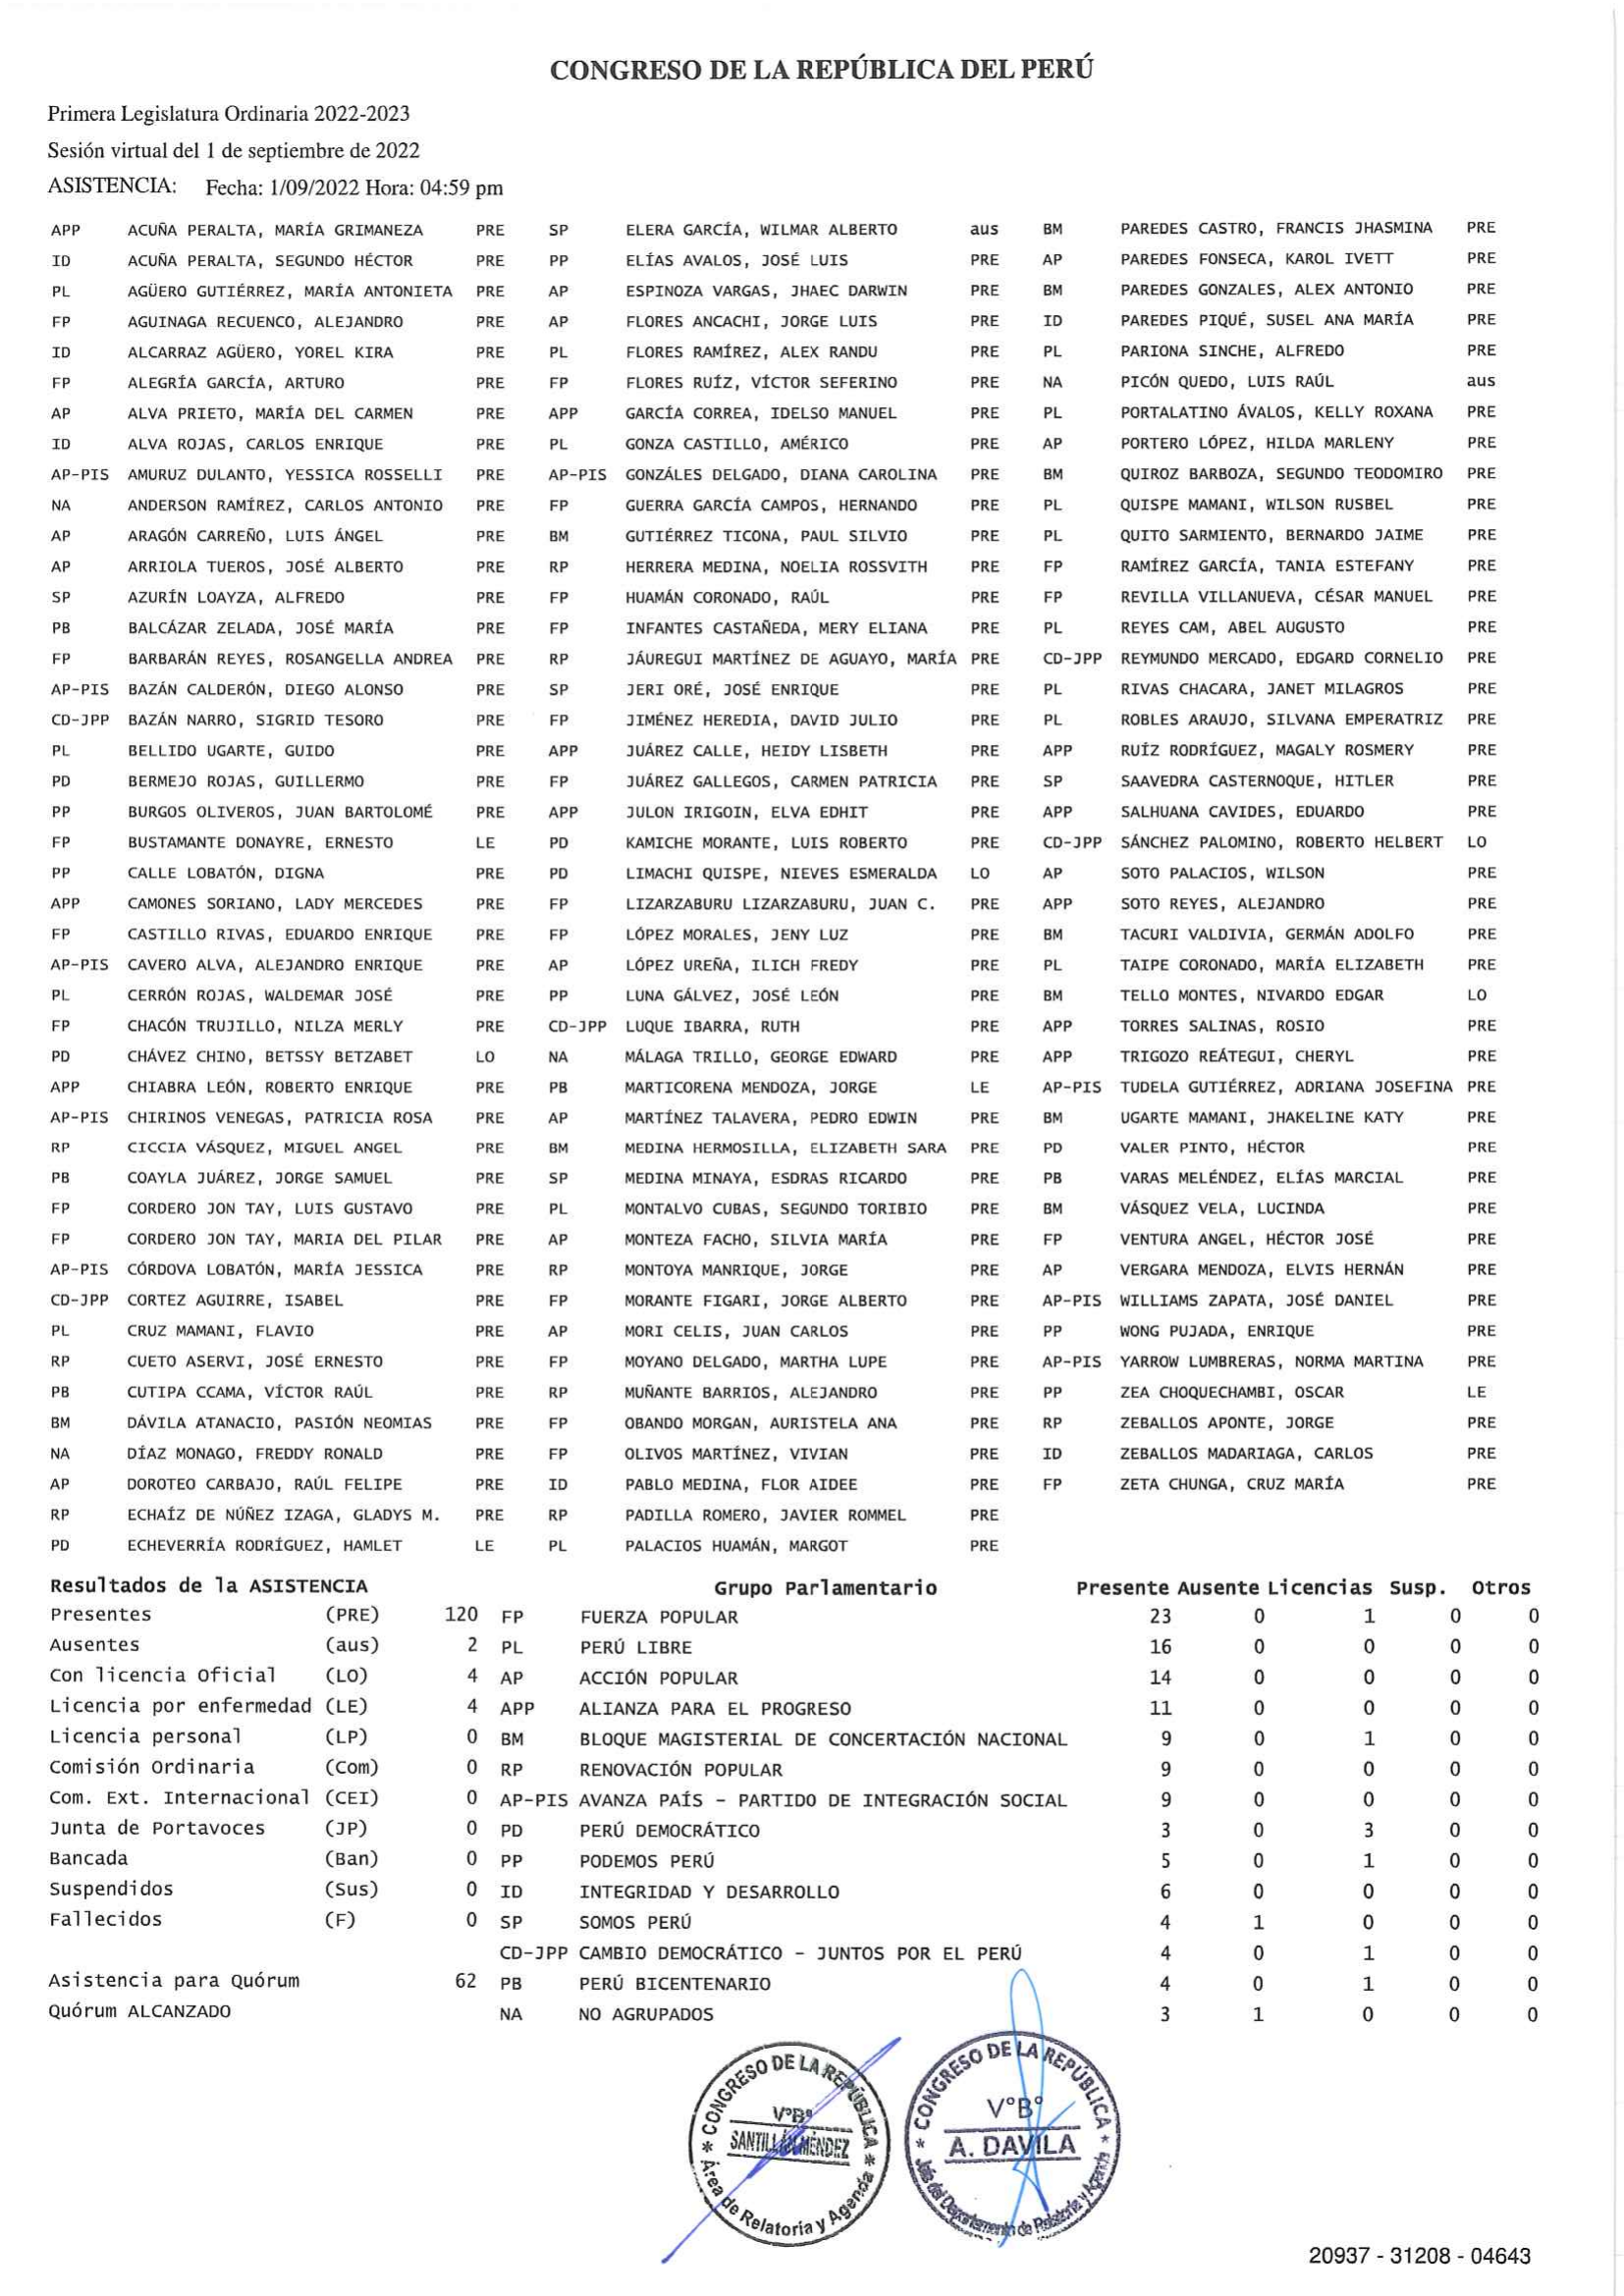 CONGRESO DE LA REPÚBLICA DEL PERÚ
Primera Legislatura Ordinaria 2022-2023
Sesión virtual del 1 de septiembre de 2022
ASISTENCIA: Fecha: 1/09/2022 Hora: 04:59 pm
APP ACUÑA PERALTA, MARÍA GRIMANEZA PRE SP ELERA GARCÍA, WILMAR ALBERTO aus BM PAREDES CASTRO, FRANCIS JHASMINA PRE
ID ACUÑA PERALTA, SEGUNDO HÉCTOR PRE PP ELÍAS AVALOS, JOSÉ LUIS PRE AP PAREDES FONSECA, KAROL IVETT PRE
PL AGÜERO GUTIÉRREZ, MARÍA ANTONIETA PRE AP ESPINOZA VARGAS, JHAEC DARWIN PRE BM PAREDES GONZALES, ALEX ANTONIO PRE
FP AGUINAGA RECUENCO, ALEJANDRO PRE AP FLORES ANCACHI, JORGE LUIS PRE ID PAREDES PIQUÉ, SUSEL ANA MARÍA PRE
ID ALCARRAZ AGÜERO, YOREL KIRA PRE PL FLORES RAMÍREZ, ALEX RANDU PRE PL PARIONA SINCHE, ALFREDO PRE
FP ALEGRÍA GARCÍA, ARTURO PRE FP FLORES RUÍZ, VÍCTOR SEFERINO PRE NA PICÓN QUEDO, LUIS RAÚL aus
AP ALVA PRIETO, MARÍA DEL CARMEN PRE APP GARCÍA CORREA, IDELSO MANUEL PRE PL PORTALATINO ÁVALOS, KELLY ROXANA PRE
ID ALVA ROJAS, CARLOS ENRIQUE PRE PL GONZA CASTILLO, AMÉRICO PRE AP PORTERO LÓPEZ, HILDA MARLENY PRE
AP-PIS AMURUZ DULANTO, YESSICA ROSSELLI PRE AP-PIS GONZÁLES DELGADO, DIANA CAROLINA PRE BM QUIROZ BARBOZA, SEGUNDO TEODOMIRO PRE
NA ANDERSON RAMÍREZ, CARLOS ANTONIO PRE FP GUERRA GARCÍA CAMPOS, HERNANDO PRE PL QUISPE MAMANI, WILSON RUSBEL PRE
AP ARAGÓN CARREÑO, LUIS ÁNGEL PRE BM GUTIÉRREZ TICONA, PAUL SILVIO PRE PL QUITO SARMIENTO, BERNARDO JAIME PRE
AP ARRIOLA TUEROS, JOSÉ ALBERTO PRE RP HERRERA MEDINA, NOELIA ROSSVITH PRE FP RAMÍREZ GARCÍA, TANIA ESTEFANY PRE
SP AZURÍN LOAYZA, ALFREDO PRE FP HUAMÁN CORONADO, RAÚL PRE FP REVILLA VILLANUEVA, CÉSAR MANUEL PRE
PB BALCÁZAR ZELADA, JOSÉ MARÍA PRE FP INFANTES CASTAÑEDA, MERY ELIANA PRE PL REYES CAM, ABEL AUGUSTO PRE
FP BARBARÁN REYES, ROSANGELLA ANDREA PRE RP JÁUREGUI MARTÍNEZ DE AGUAYO, MARÍA PRE CD-JPP REYMUNDO MERCADO, EDGARD CORNELIO PRE
AP-PIS BAZÁN CALDERÓN, DIEGO ALONSO PRE SP JERI ORÉ, JOSÉ ENRIQUE PRE PL RIVAS CHACARA, JANET MILAGROS PRE
CD-JPP BAZÁN NARRO, SIGRID TESORO PRE FP JIMÉNEZ HEREDIA, DAVID JULIO PRE PL ROBLES ARAUJO, SILVANA EMPERATRIZ PRE
PL BELLIDO UGARTE, GUIDO PRE APP JUÁREZ CALLE, HEIDY LISBETH PRE APP RUÍZ RODRÍGUEZ, MAGALY ROSMERY PRE
PD BERMEJO ROJAS, GUILLERMO PRE FP JUÁREZ GALLEGOS, CARMEN PATRICIA PRE SP SAAVEDRA CASTERNOQUE, HITLER PRE
PP BURGOS OLIVEROS, JUAN BARTOLOMÉ PRE APP JULON IRIGOIN, ELVA EDHIT PRE APP SALHUANA CAVIDES, EDUARDO PRE
FP BUSTAMANTE DONAYRE, ERNESTO LE PD KAMICHE MORANTE, LUIS ROBERTO PRE CD-JPP SÁNCHEZ PALOMINO, ROBERTO HELBERT LO
PP CALLE LOBATÓN, DIGNA PRE PD LIMACHI QUISPE, NIEVES ESMERALDA LO AP SOTO PALACIOS, WILSON PRE
APP CAMONES SORIANO, LADY MERCEDES PRE FP LIZARZABURU LIZARZABURU, JUAN C. PRE APP SOTO REYES, ALEJANDRO PRE
FP CASTILLO RIVAS, EDUARDO ENRIQUE PRE FP LÓPEZ MORALES, JENY LUZ PRE BM TACURI VALDIVIA, GERMÁN ADOLFO PRE
AP-PIS CAVERO ALVA, ALEJANDRO ENRIQUE PRE AP LÓPEZ UREÑA, ILICH FREDY PRE PL TAIPE CORONADO, MARÍA ELIZABETH PRE
PL CERRÓN ROJAS, WALDEMAR JOSÉ PRE PP LUNA GÁLVEZ, JOSÉ LEÓN PRE BM TELLO MONTES, NIVARDO EDGAR LO
FP CHACÓN TRUJILLO, NILZA MERLY PRE CD-JPP LUQUE IBARRA, RUTH PRE APP TORRES SALINAS, ROSIO PRE
PD CHÁVEZ CHINO, BETSSY BETZABET LO NA MÁLAGA TRILLO, GEORGE EDWARD PRE APP TRIGOZO REÁTEGUI, CHERYL PRE
APP CHIABRA LEÓN, ROBERTO ENRIQUE PRE PB MARTICORENA MENDOZA, JORGE LE AP-PIS TUDELA GUTIÉRREZ, ADRIANA JOSEFINA PRE
AP-PIS CHIRINOS VENEGAS, PATRICIA ROSA PRE AP MARTÍNEZ TALAVERA, PEDRO EDWIN PRE BM UGARTE MAMANI, JHAKELINE KATY PRE
RP CICCIA VÁSQUEZ, MIGUEL ANGEL PRE BM MEDINA HERMOSILLA, ELIZABETH SARA PRE PD VALER PINTO, HÉCTOR PRE
PB COAYLA JUÁREZ, JORGE SAMUEL PRE SP MEDINA MINAYA, ESDRAS RICARDO PRE PB VARAS MELÉNDEZ, ELÍAS MARCIAL PRE
FP CORDERO JON TAY, LUIS GUSTAVO PRE PL MONTALVO CUBAS, SEGUNDO TORIBIO PRE BM VÁSQUEZ VELA, LUCINDA PRE
FP CORDERO JON TAY, MARIA DEL PILAR PRE AP MONTEZA FACHO, SILVIA MARÍA PRE FP VENTURA ANGEL, HÉCTOR JOSÉ PRE
AP-PIS CÓRDOVA LOBATÓN, MARÍA JESSICA PRE RP MONTOYA MANRIQUE, JORGE PRE AP VERGARA MENDOZA, ELVIS HERNÁN PRE
CD-JPP CORTEZ AGUIRRE, ISABEL PRE FP MORANTE FIGARI, JORGE ALBERTO PRE AP-PIS WILLIAMS ZAPATA, JOSÉ DANIEL PRE
PL CRUZ MAMANI, FLAVIO PRE AP MORI CELIS, JUAN CARLOS PRE PP WONG PUJADA, ENRIQUE PRE
RP CUETO ASERVI, JOSÉ ERNESTO PRE FP MOYANO DELGADO, MARTHA LUPE PRE AP-PIS YARROW LUMBRERAS, NORMA MARTINA PRE
PB CUTIPA CCAMA, VÍCTOR RAÚL PRE RP MUÑANTE BARRIOS, ALEJANDRO PRE PP ZEA CHOQUECHAMBI, OSCAR LE
BM DÁVILA ATANACIO, PASIÓN NEOMIAS PRE FP OBANDO MORGAN, AURISTELA ANA PRE RP ZEBALLOS APONTE, JORGE PRE
NA DÍAZ MONAGO, FREDDY RONALD PRE FP OLIVOS MARTÍNEZ, VIVIAN PRE ID ZEBALLOS MADARIAGA, CARLOS PRE
AP DOROTEO CARBAJO, RAÚL FELIPE PRE ID PABLO MEDINA, FLOR AIDEE PRE FP ZETA CHUNGA, CRUZ MARÍA PRE
RP ECHAÍZ DE NÚÑEZ IZAGA, GLADYS M. PRE RP PADILLA ROMERO, JAVIER ROMMEL PRE
PD ECHEVERRÍA RODRÍGUEZ, HAMLET LE PL PALACIOS HUAMÁN, MARGOT PRE
Resultados de la ASISTENCIA Grupo Parlamentario Presente Ausente Licencias Susp. Otros
Presentes (PRE) 120 FP FUERZA POPULAR 23 0 1 0 0
Ausentes (aus) 2 PL PERÚ LIBRE 16 0 0 0 0
Con licencia Oficial (LO) 4 AP ACCIÓN POPULAR 14 0 0 0 0
Licencia por enfermedad (LE) 4 APP ALIANZA PARA EL PROGRESO 11 0 0 0 0
Licencia personal (LP) 0 BM BLOQUE MAGISTERIAL DE CONCERTACIÓN NACIONAL 9 0 1 0 0
Comisión Ordinaria (Com) 0 RP RENOVACIÓN POPULAR 9 0 0 0 0
Com. Ext. Internacional (CEI) 0 AP-PIS AVANZA PAÍS - PARTIDO DE INTEGRACIÓN SOCIAL 9 0 0 0 0
Junta de Portavoces (JP) 0 PD PERÚ DEMOCRÁTICO 3 0 3 0 0
Bancada (Ban) 0 PP PODEMOS PERÚ 5 0 1 0 0
Suspendidos (Sus) 0 ID INTEGRIDAD Y DESARROLLO 6 0 0 0 0
Fallecidos (F) 0 SP SOMOS PERÚ 4 1 0 0 0
CD-JPP CAMBIO DEMOCRÁTICO - JUNTOS POR EL PERÚ 4 0 1 0 0
Asistencia para Quórum 62 PB PERÚ BICENTENARIO 4 0 1 0 0
Quórum ALCANZADO NA NO AGRUPADOS 3 1 0 0 0
* CONGRESO DE LA REPÚBLICA *
V°B°
SANTILLÁN MÉNDEZ
Área de Relatoría y Agenda
* CONGRESO DE LA REPÚBLICA *
V°B°
A. DAVILA
Jefe del Departamento de Relatoría y Agenda
20937 - 31208 - 04643